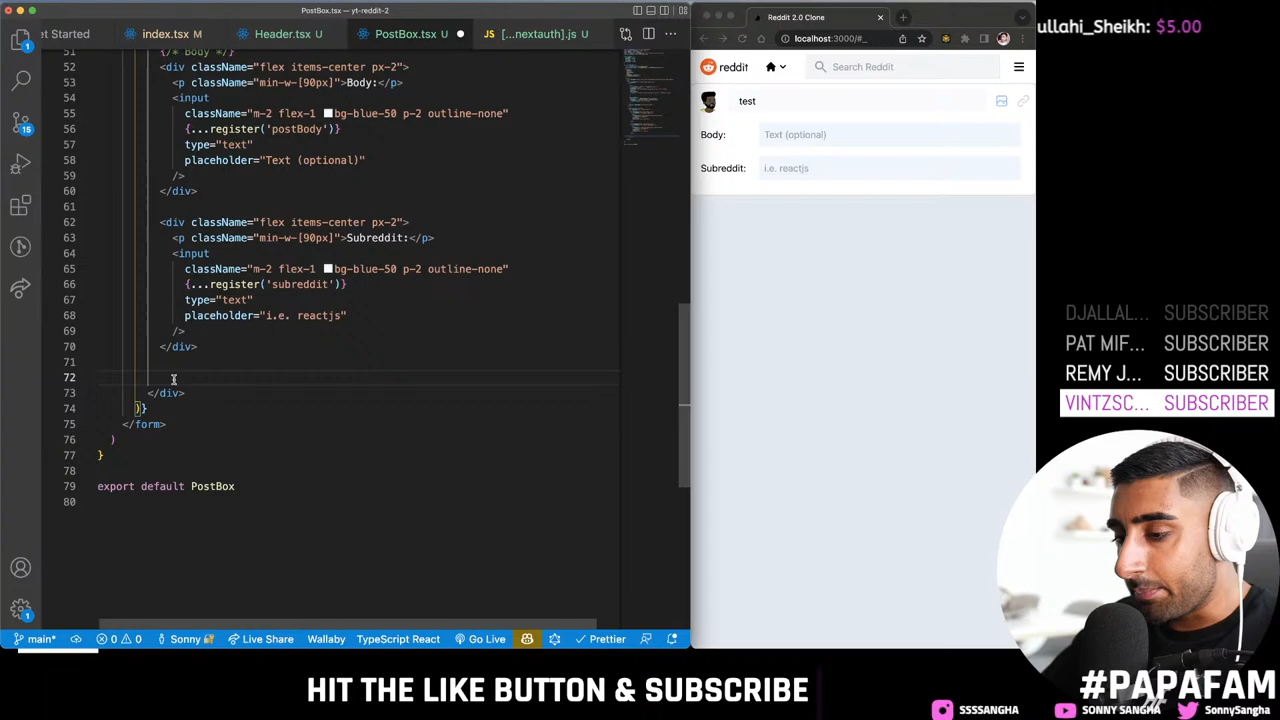 PostBox.tsx — yt-reddit-2
et Started
index.tsx M
Header.tsx U
PostBox.tsx U
JS [...nextauth].js U
51 {/* Body */}
52 <div className="flex items-center px-2">
53 <p className="min-w-[90px]">Body:</p>
54 <input
55 className="m-2 flex-1 bg-blue-50 p-2 outline-none"
56 {...register('postBody')}
57 type="text"
58 placeholder="Text (optional)"
59 />
60 </div>
61
62 <div className="flex items-center px-2">
63 <p className="min-w-[90px]">Subreddit:</p>
64 <input
65 className="m-2 flex-1 bg-blue-50 p-2 outline-none"
66 {...register('subreddit')}
67 type="text"
68 placeholder="i.e. reactjs"
69 />
70 </div>
71
72
73 </div>
74 )}
75 </form>
76 )
77 }
78
79 export default PostBox
80
1
15
1
main*
0 0
Sonny
Live Share
Wallaby
TypeScript React
Go Live
Prettier
Reddit 2.0 Clone
localhost:3000/#_
reddit
Search Reddit
test
Body: Text (optional)
Subreddit: i.e. reactjs
ullahi_Sheikh: $5.00
DJALLAL... SUBSCRIBER
PAT MIF... SUBSCRIBER
REMY J... SUBSCRIBER
VINTZSC... SUBSCRIBER
HIT THE LIKE BUTTON & SUBSCRIBE
#PAPAFAM
SSSSANGHA
SONNY SANGHA
SonnySangha